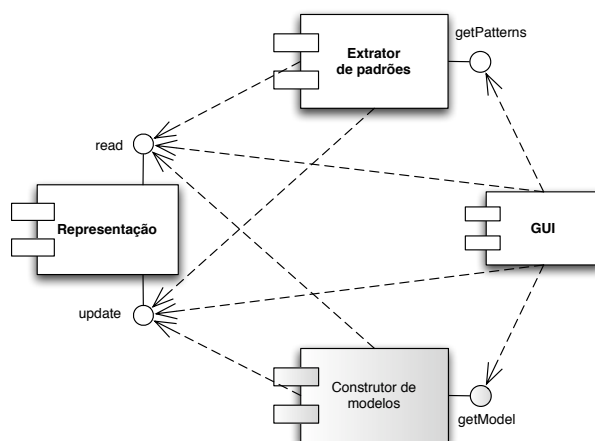 getPatterns
Extrator
de padrões
read
Representação
GUI
update
Construtor de
modelos
getModel